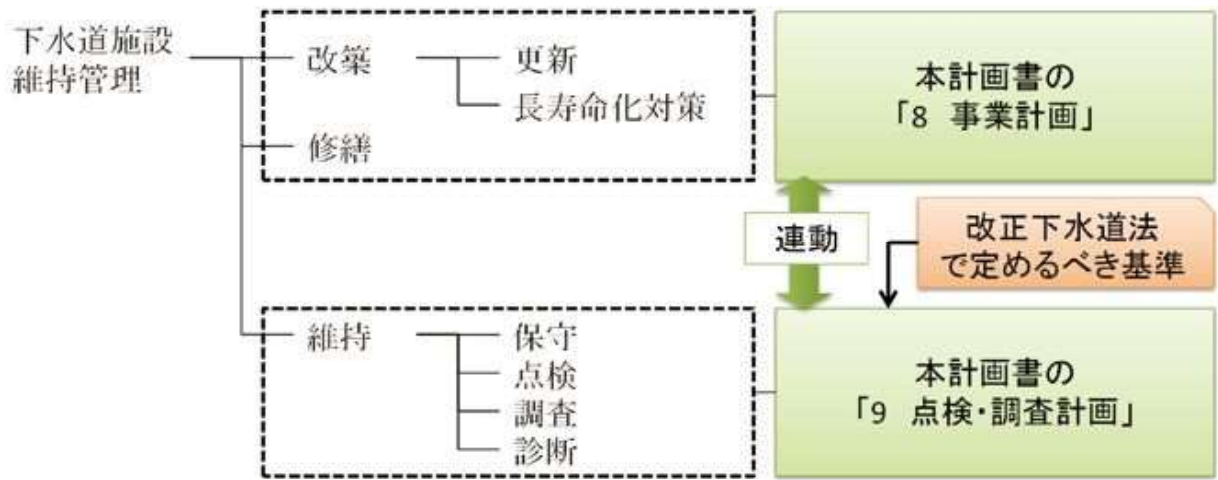 下水道施設
維持管理
改築
更新
長寿命化対策
修繕
本計画書の
「8 事業計画」
連動
改正下水道法
で定めるべき基準
維持
保守
点検
調査
診断
本計画書の
「9 点検・調査計画」